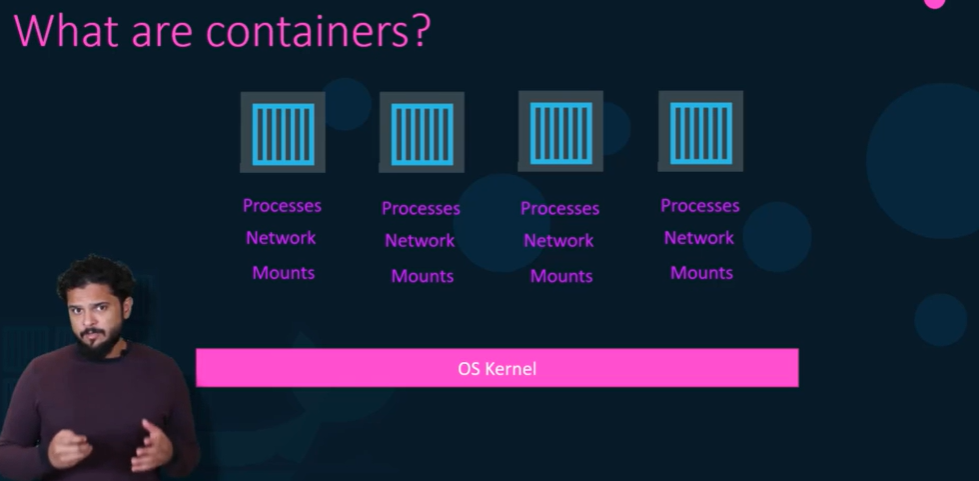 What are containers?
Processes Processes Processes Processes
Network Network Network Network
Mounts Mounts Mounts Mounts
OS Kernel